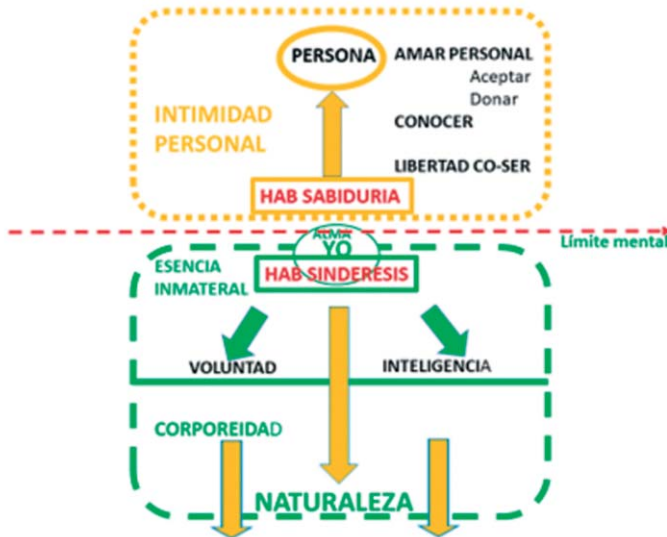 PERSONA
AMAR PERSONAL
Aceptar
Donar
INTIMIDAD
PERSONAL
CONOCER
LIBERTAD CO-SER
HAB SABIDURIA
Límite mental
ALMA
YO
ESENCIA
INMATERIAL
HAB SINDERESIS
VOLUNTAD
INTELIGENCIA
CORPOREIDAD
NATURALEZA